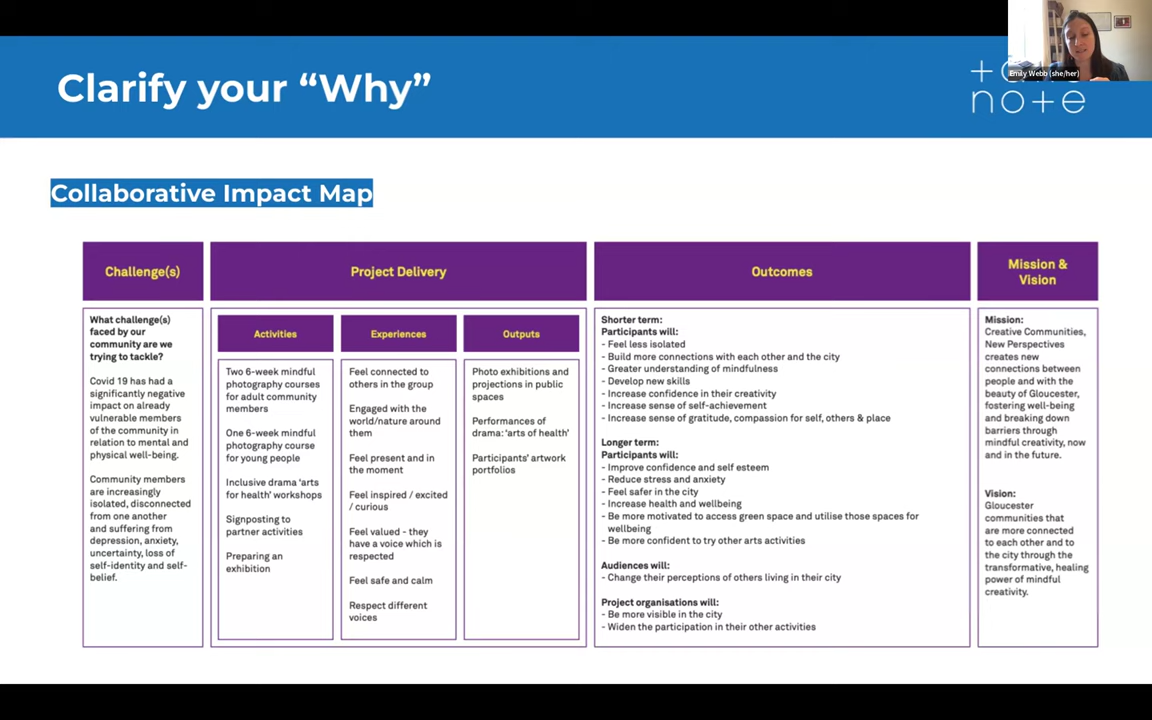 Clarify your “Why”
Emily Webb (she/her)
note
Collaborative Impact Map
Challenge(s)
Project Delivery
Outcomes
Mission &
Vision
What challenge(s)
faced by our
community are we
trying to tackle?
Covid 19 has had a
significantly negative
impact on already
vulnerable members
of the community in
relation to mental and
physical well-being.
Community members
are increasingly
isolated, disconnected
from one another
and suffering from
depression, anxiety,
uncertainty, loss of
self-identity and self-
belief.
Activities
Two 6-week mindful
photography courses
for adult community
members
One 6-week mindful
photography course
for young people
Inclusive drama ‘arts
for health’ workshops
Signposting to
partner activities
Preparing an
exhibition
Experiences
Feel connected to
others in the group
Engaged with the
world/nature around
them
Feel present and in
the moment
Feel inspired / excited
/ curious
Feel valued - they
have a voice which is
respected
Feel safe and calm
Respect different
voices
Outputs
Photo exhibitions and
projections in public
spaces
Performances of
drama: ‘arts of health’
Participants’ artwork
portfolios
Shorter term:
Participants will:
- Feel less isolated
- Build more connections with each other and the city
- Greater understanding of mindfulness
- Develop new skills
- Increase confidence in their creativity
- Increase sense of self-achievement
- Increase sense of gratitude, compassion for self, others & place
Longer term:
Participants will:
- Improve confidence and self esteem
- Reduce stress and anxiety
- Feel safer in the city
- Increase health and wellbeing
- Be more motivated to access green space and utilise those spaces for
wellbeing
- Be more confident to try other arts activities
Audiences will:
- Change their perceptions of others living in their city
Project organisations will:
- Be more visible in the city
- Widen the participation in their other activities
Mission:
Creative Communities,
New Perspectives
creates new
connections between
people and with the
beauty of Gloucester,
fostering well-being
and breaking down
barriers through
mindful creativity, now
and in the future.
Vision:
Gloucester
communities that
are more connected
to each other and to
the city through the
transformative, healing
power of mindful
creativity.